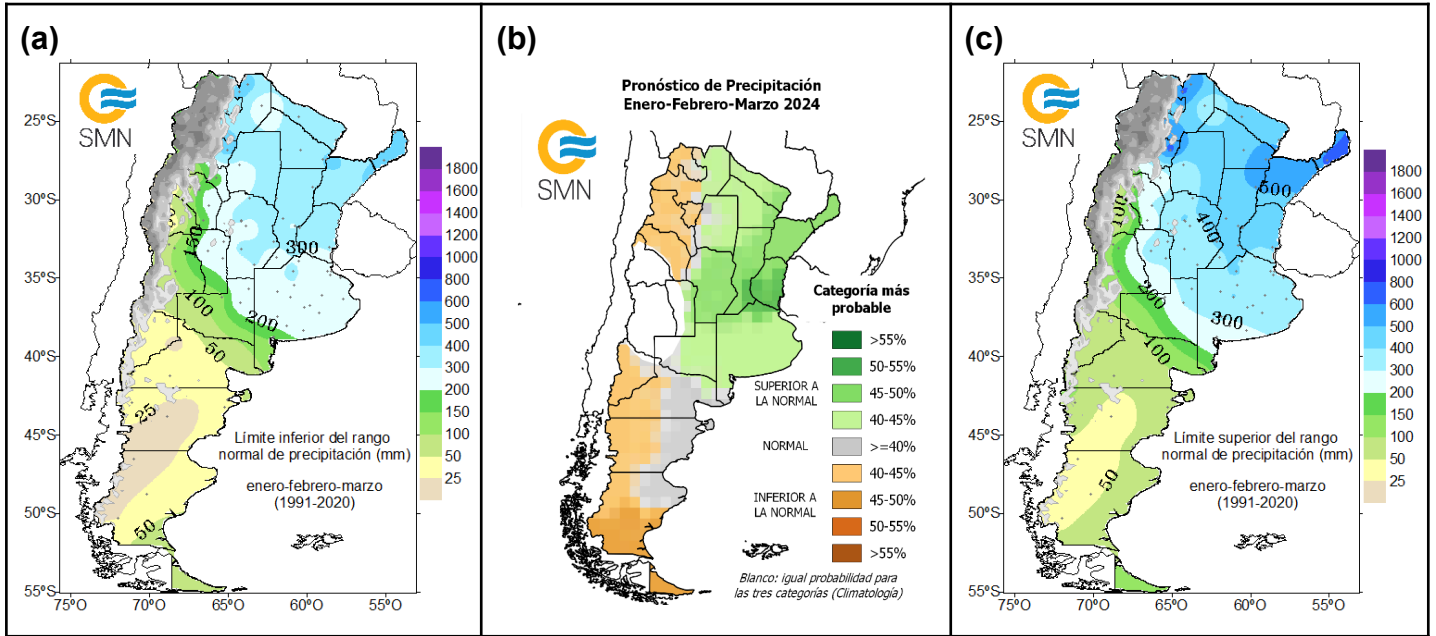 (a)
SMN
25ºS
30ºS
35ºS
40ºS
45ºS
50ºS
55ºS
75ºO 70ºO 65ºO 60ºO 55ºO
150
300
100
200
50
25
50
Límite inferior del rango
normal de precipitación (mm)
enero-febrero-marzo
(1991-2020)
1800
1600
1400
1200
1000
800
600
500
400
300
200
150
100
50
25
(b)
Pronóstico de Precipitación
Enero-Febrero-Marzo 2024
SMN
Categoría más
probable
>55%
50-55%
SUPERIOR A
LA NORMAL
45-50%
40-45%
NORMAL
>=40%
40-45%
INFERIOR A
LA NORMAL
45-50%
50-55%
>55%
Blanco: igual probabilidad para
las tres categorías (Climatología)
(c)
SMN
25ºS
30ºS
35ºS
40ºS
45ºS
50ºS
55ºS
75ºO 70ºO 65ºO 60ºO 55ºO
100
500
400
200
300
100
50
Límite superior del rango
normal de precipitación (mm)
enero-febrero-marzo
(1991-2020)
1800
1600
1400
1200
1000
800
600
500
400
300
200
150
100
50
25